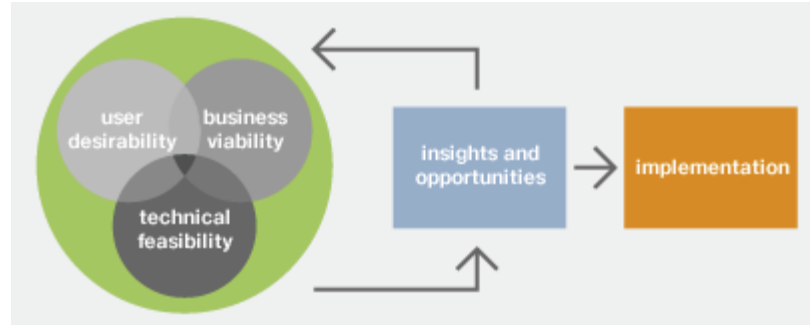 user
desirability
business
viability
technical
feasibility
insights and
opportunities
implementation